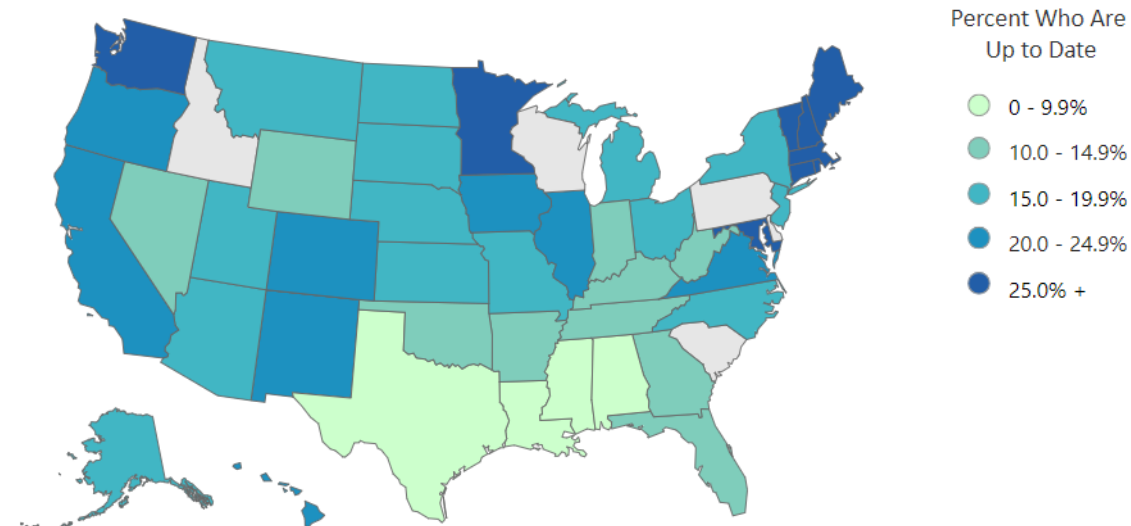 Percent Who Are
Up to Date
0 - 9.9%
10.0 - 14.9%
15.0 - 19.9%
20.0 - 24.9%
25.0% +